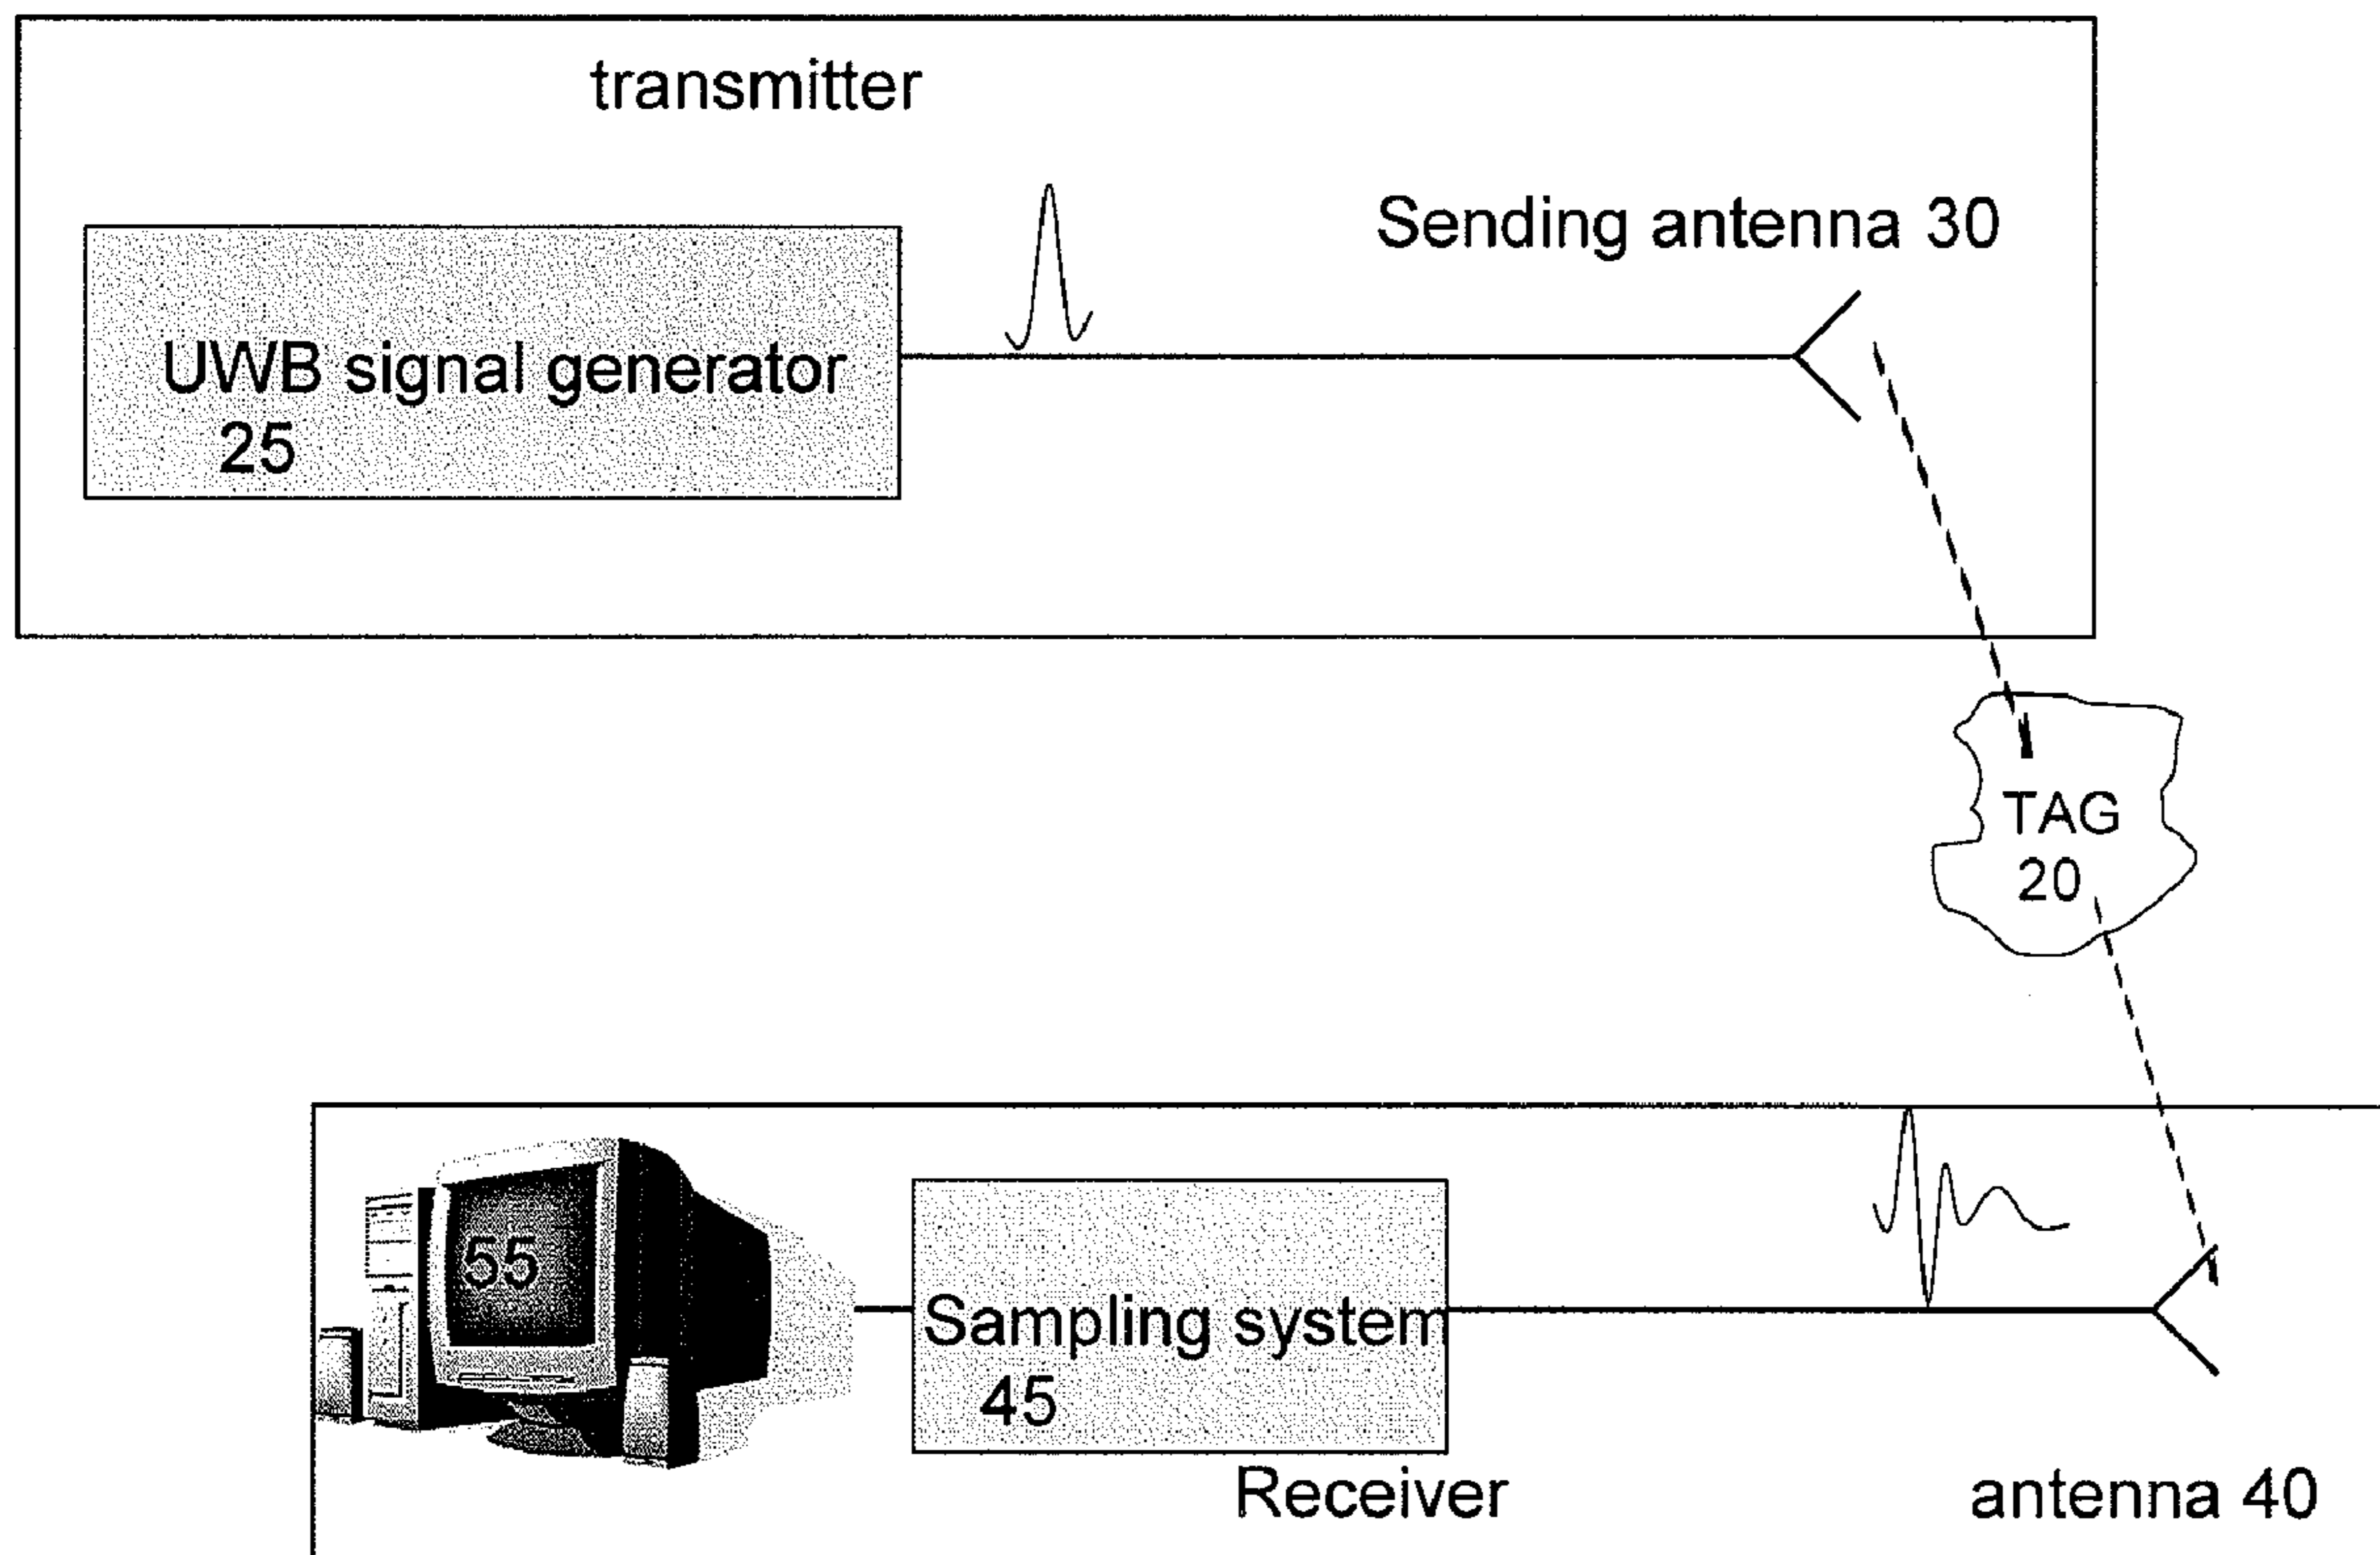 transmitter
Sending antenna 30
UWB signal generator
25
TAG
20
55
Sampling system
45
Receiver
antenna 40